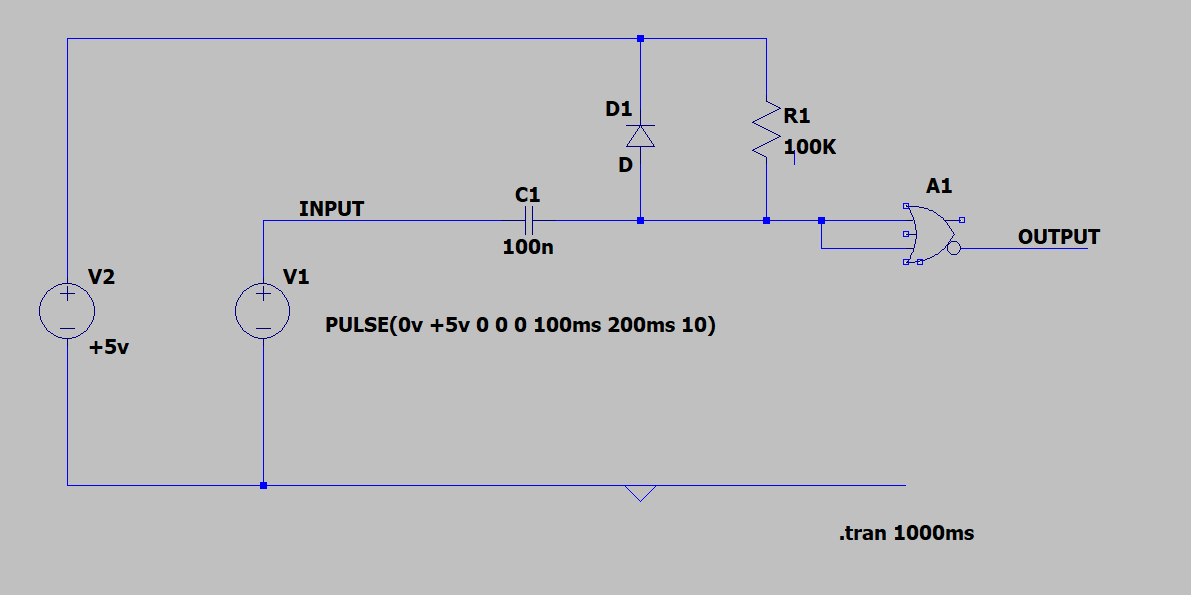 D1
R1
100K
D
A1
C1
INPUT
100n
OUTPUT
V2
V1
PULSE(0v +5v 0 0 0 100ms 200ms 10)
+5v
.tran 1000ms